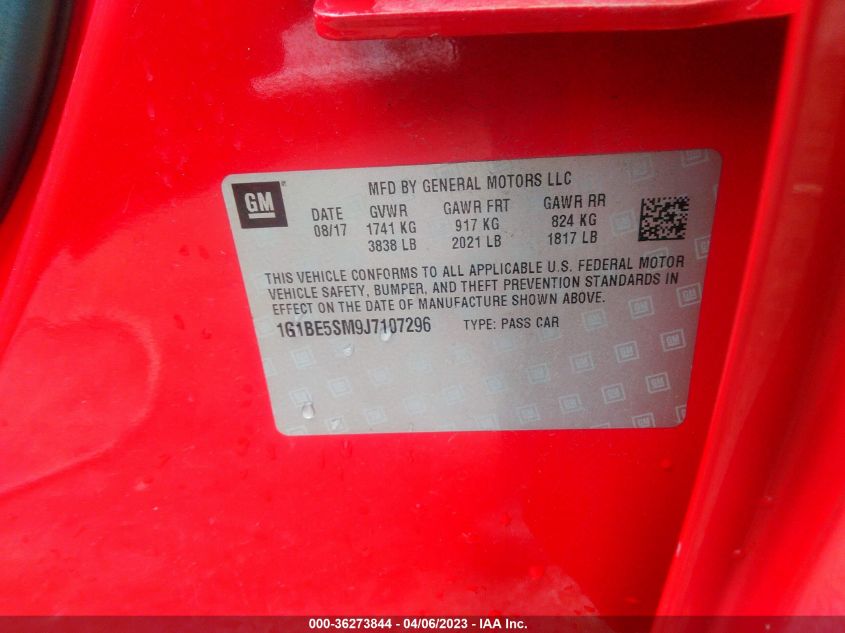 GM
MFD BY GENERAL MOTORS LLC
DATE GVWR GAWR FRT GAWR RR
08/17 1741 KG 917 KG 824 KG
3838 LB 2021 LB 1817 LB
THIS VEHICLE CONFORMS TO ALL APPLICABLE U.S. FEDERAL MOTOR
VEHICLE SAFETY, BUMPER, AND THEFT PREVENTION STANDARDS IN
EFFECT ON THE DATE OF MANUFACTURE SHOWN ABOVE.
1G1BE5SM9J7107296 TYPE: PASS CAR
000-36273844 - 04/06/2023 - IAA Inc.